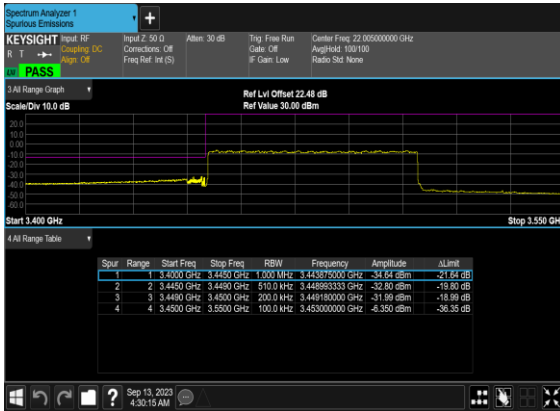 Spectrum Analyzer 1
Spurious Emissions
+
KEYSIGHT Input: RF Input Z: 50 Ω Atten: 30 dB Trig: Free Run Center Freq: 22.005000000 GHz
R T Coupling: DC Corrections: Off Gate: Off Avg|Hold: 100/100
Align: Off Freq Ref: Int (S) IF Gain: Low Radio Std: None
PASS
3 All Range Graph
Ref Lvl Offset 22.48 dB
Scale/Div 10.0 dB Ref Value 30.00 dBm
20.0
10.0
0.00
-10.0
-20.0
-30.0
-40.0
-50.0
-60.0
Start 3.400 GHz Stop 3.550 GH
4 All Range Table
Spur Range Start Freq Stop Freq RBW Frequency Amplitude ΔLimit
1 1 3.4000 GHz 3.4450 GHz 1.000 MHz 3.443875000 GHz -34.64 dBm -21.64 dB
2 2 3.4450 GHz 3.4490 GHz 510.0 kHz 3.448993333 GHz -32.80 dBm -19.80 dB
3 3 3.4490 GHz 3.4500 GHz 200.0 kHz 3.449180000 GHz -31.99 dBm -18.99 dB
4 4 3.4500 GHz 3.5500 GHz 100.0 kHz 3.453000000 GHz -6.350 dBm -36.35 dB
?
Sep 13, 2023
4:30:15 AM